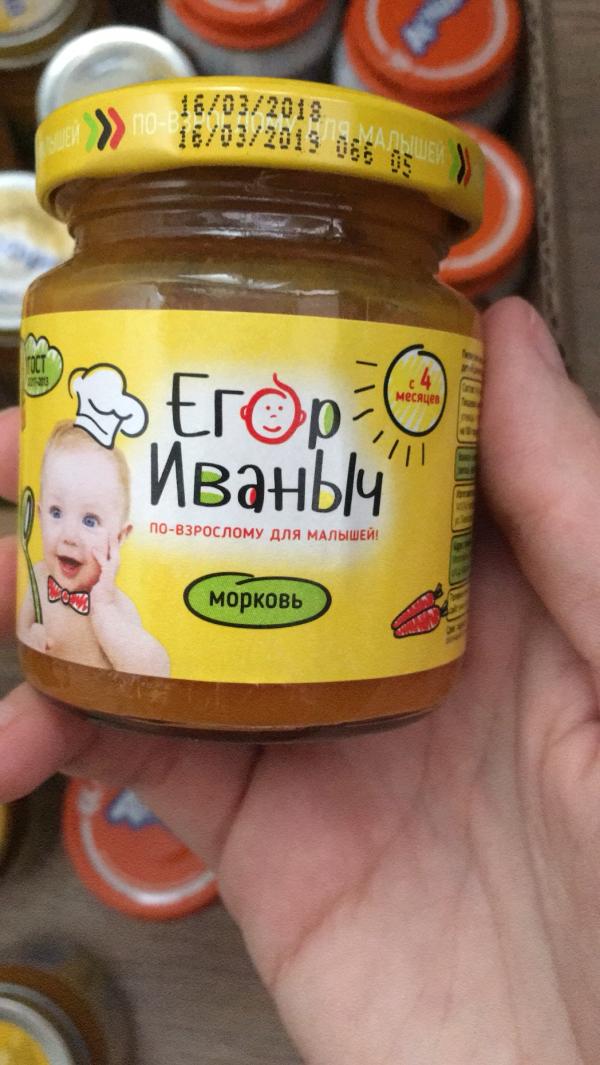 16/03/2018
16/03/2019 066 05
ПО-ВЗРОСЛОМУ ДЛЯ МАЛЫШЕЙ
ГОСТ
с 4
месяцев
Егор
Иваныч
ПО-ВЗРОСЛОМУ ДЛЯ МАЛЫШЕЙ!
морковь